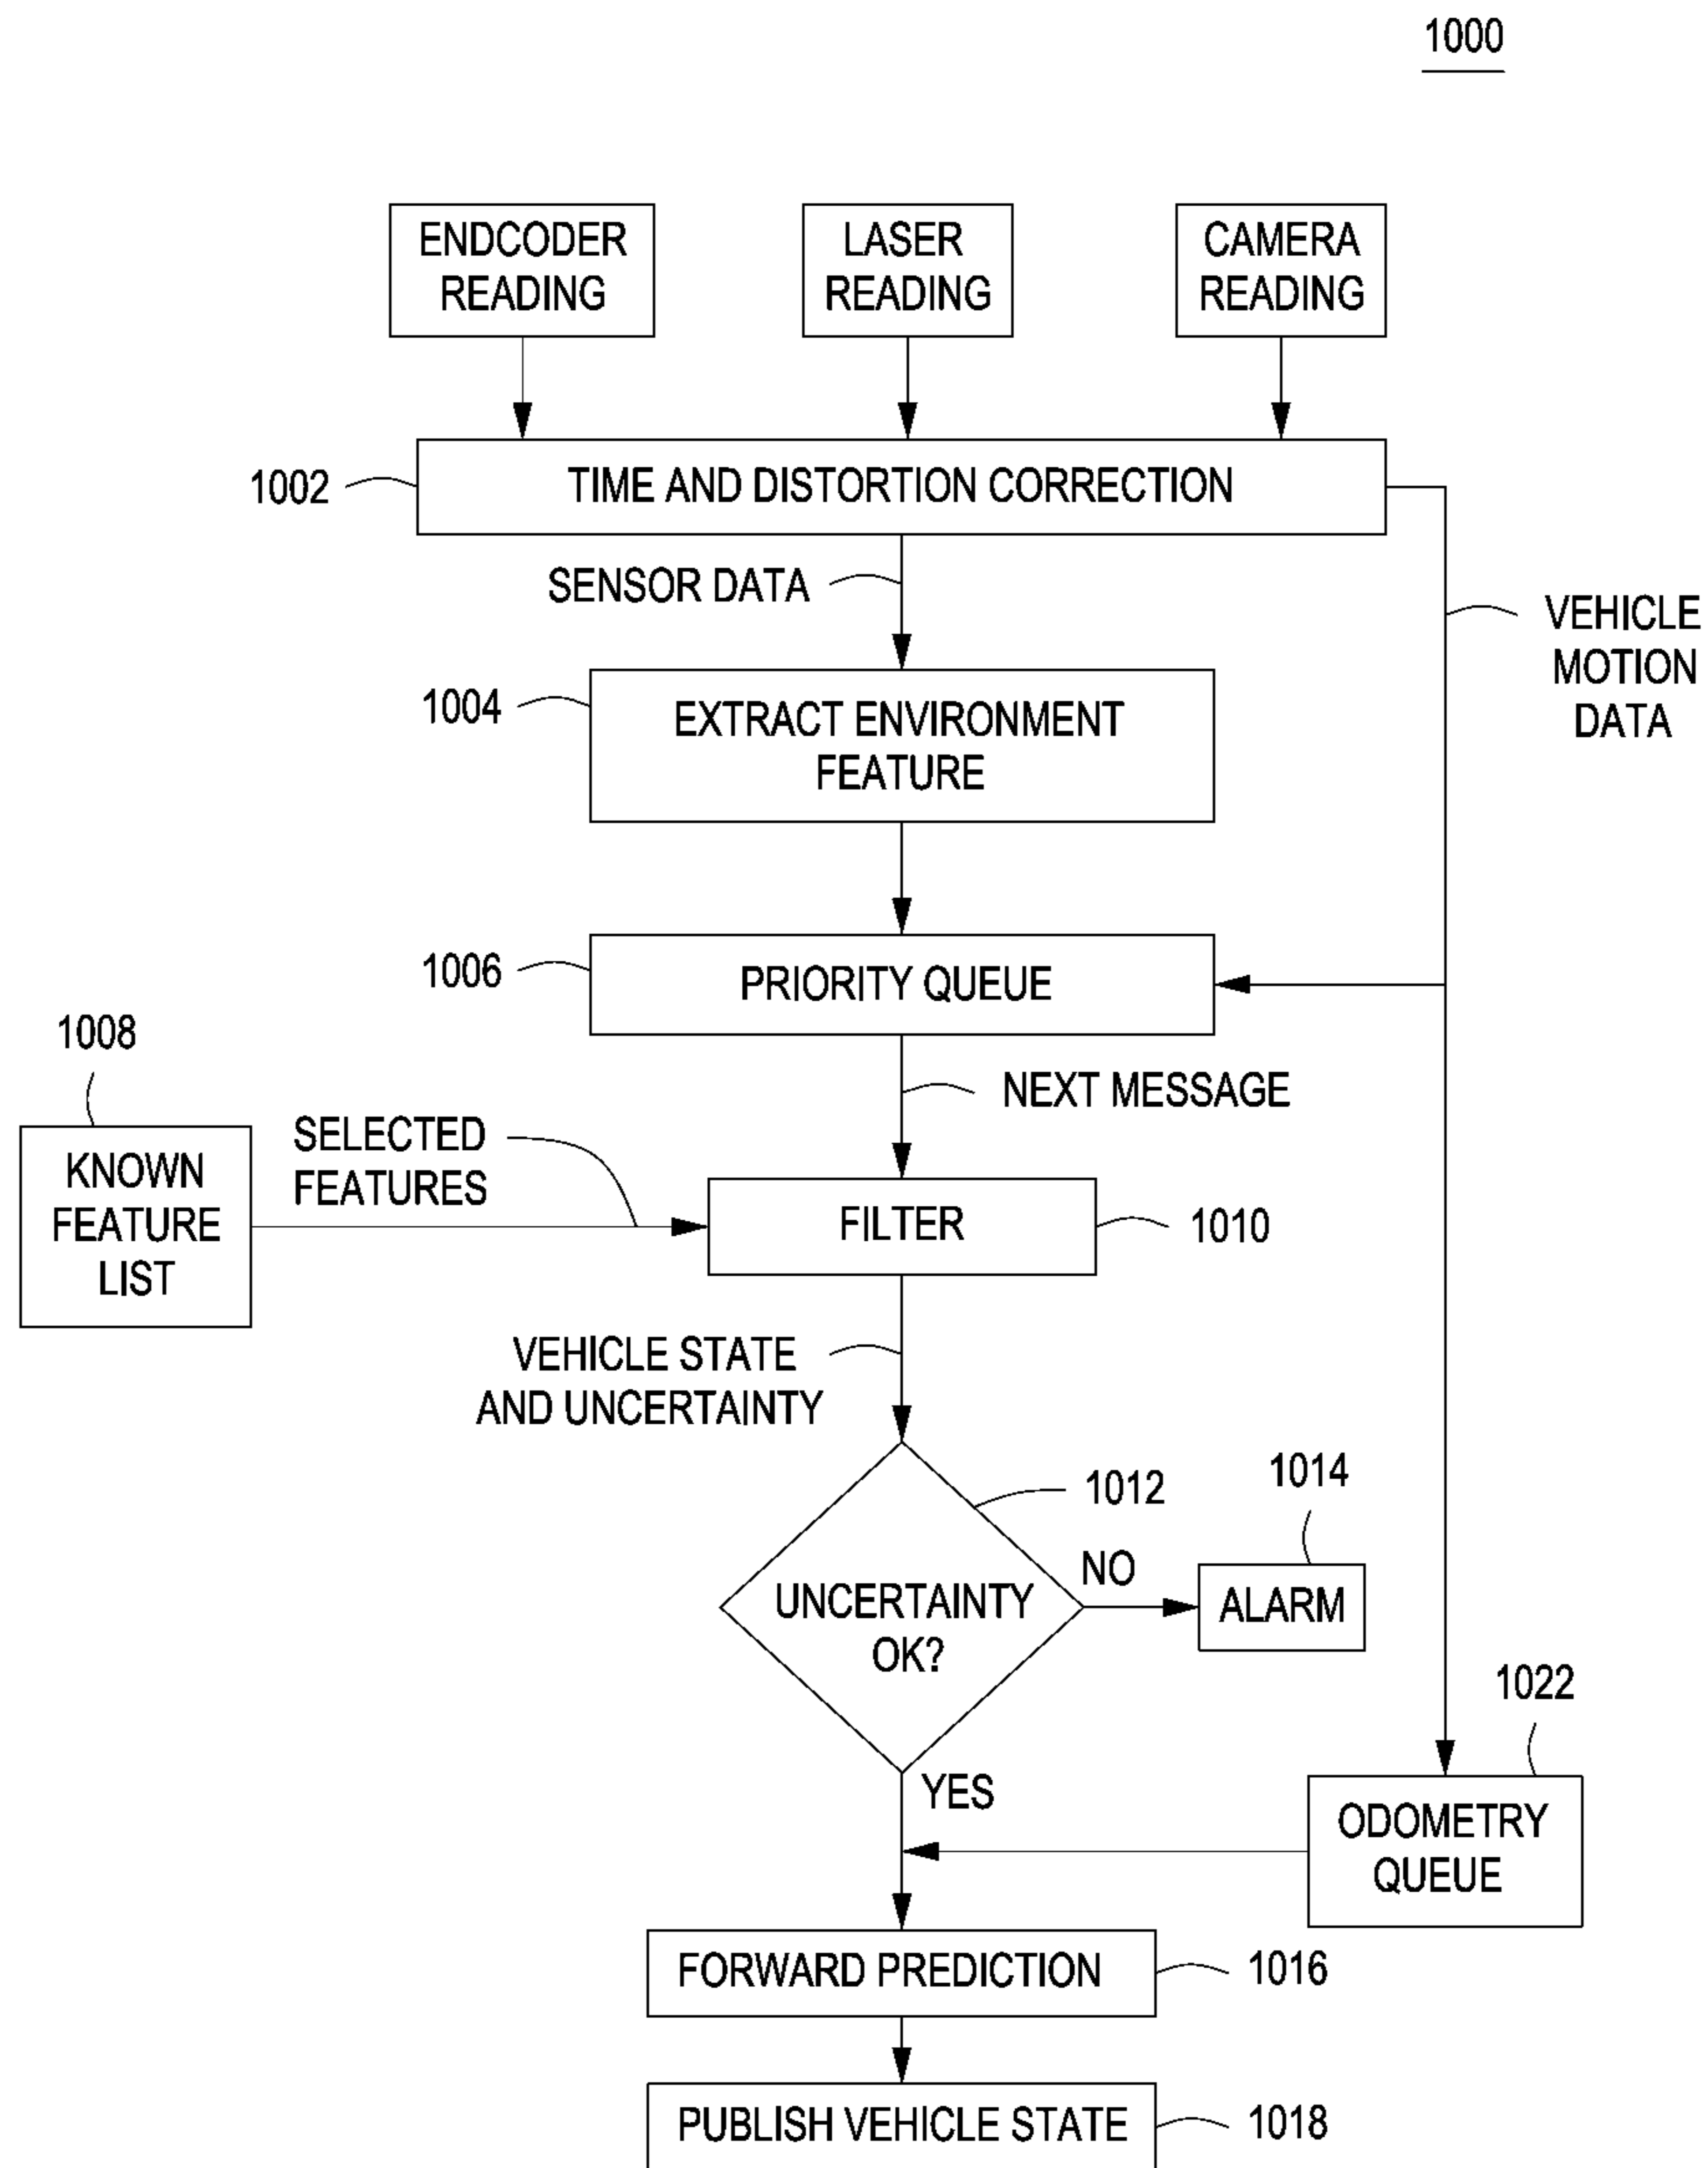 1000
ENDCODER
READING
LASER
READING
CAMERA
READING
1002
TIME AND DISTORTION CORRECTION
SENSOR DATA
VEHICLE
MOTION
DATA
1004
EXTRACT ENVIRONMENT
FEATURE
1006
PRIORITY QUEUE
1008
NEXT MESSAGE
KNOWN
FEATURE
LIST
SELECTED
FEATURES
FILTER
1010
VEHICLE STATE
AND UNCERTAINTY
1012
1014
UNCERTAINTY
OK?
NO
ALARM
1022
YES
ODOMETRY
QUEUE
FORWARD PREDICTION
1016
PUBLISH VEHICLE STATE
1018